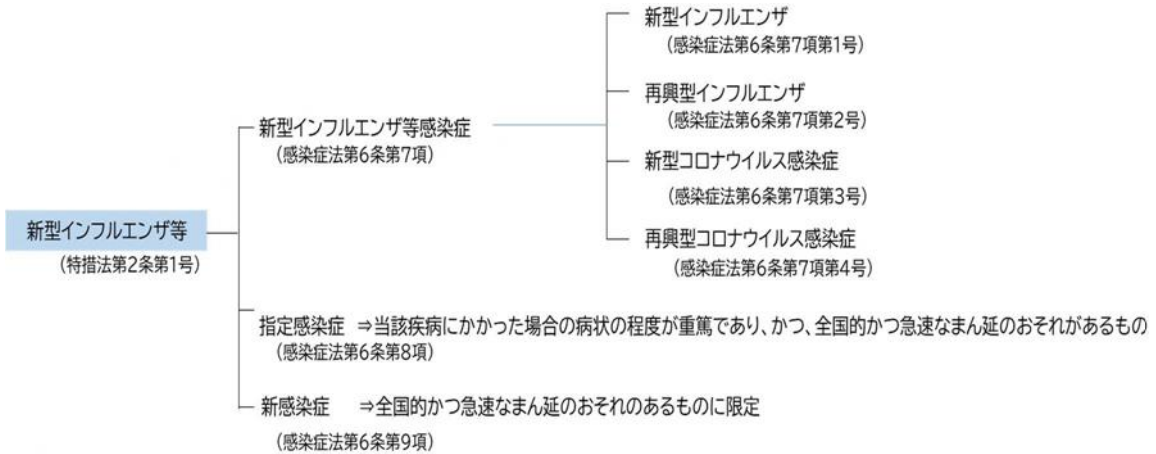 新型インフルエンザ
（感染症法第6条第7項第1号）
再興型インフルエンザ
（感染症法第6条第7項第2号）
新型インフルエンザ等感染症
（感染症法第6条第7項）
新型コロナウイルス感染症
（感染症法第6条第7項第3号）
新型インフルエンザ等
（特措法第2条第1号）
再興型コロナウイルス感染症
（感染症法第6条第7項第4号）
指定感染症 ⇒当該疾病にかかった場合の病状の程度が重篤であり、かつ、全国的かつ急速なまん延のおそれがあるもの
（感染症法第6条第8項）
新感染症 ⇒全国的かつ急速なまん延のおそれのあるものに限定
（感染症法第6条第9項）